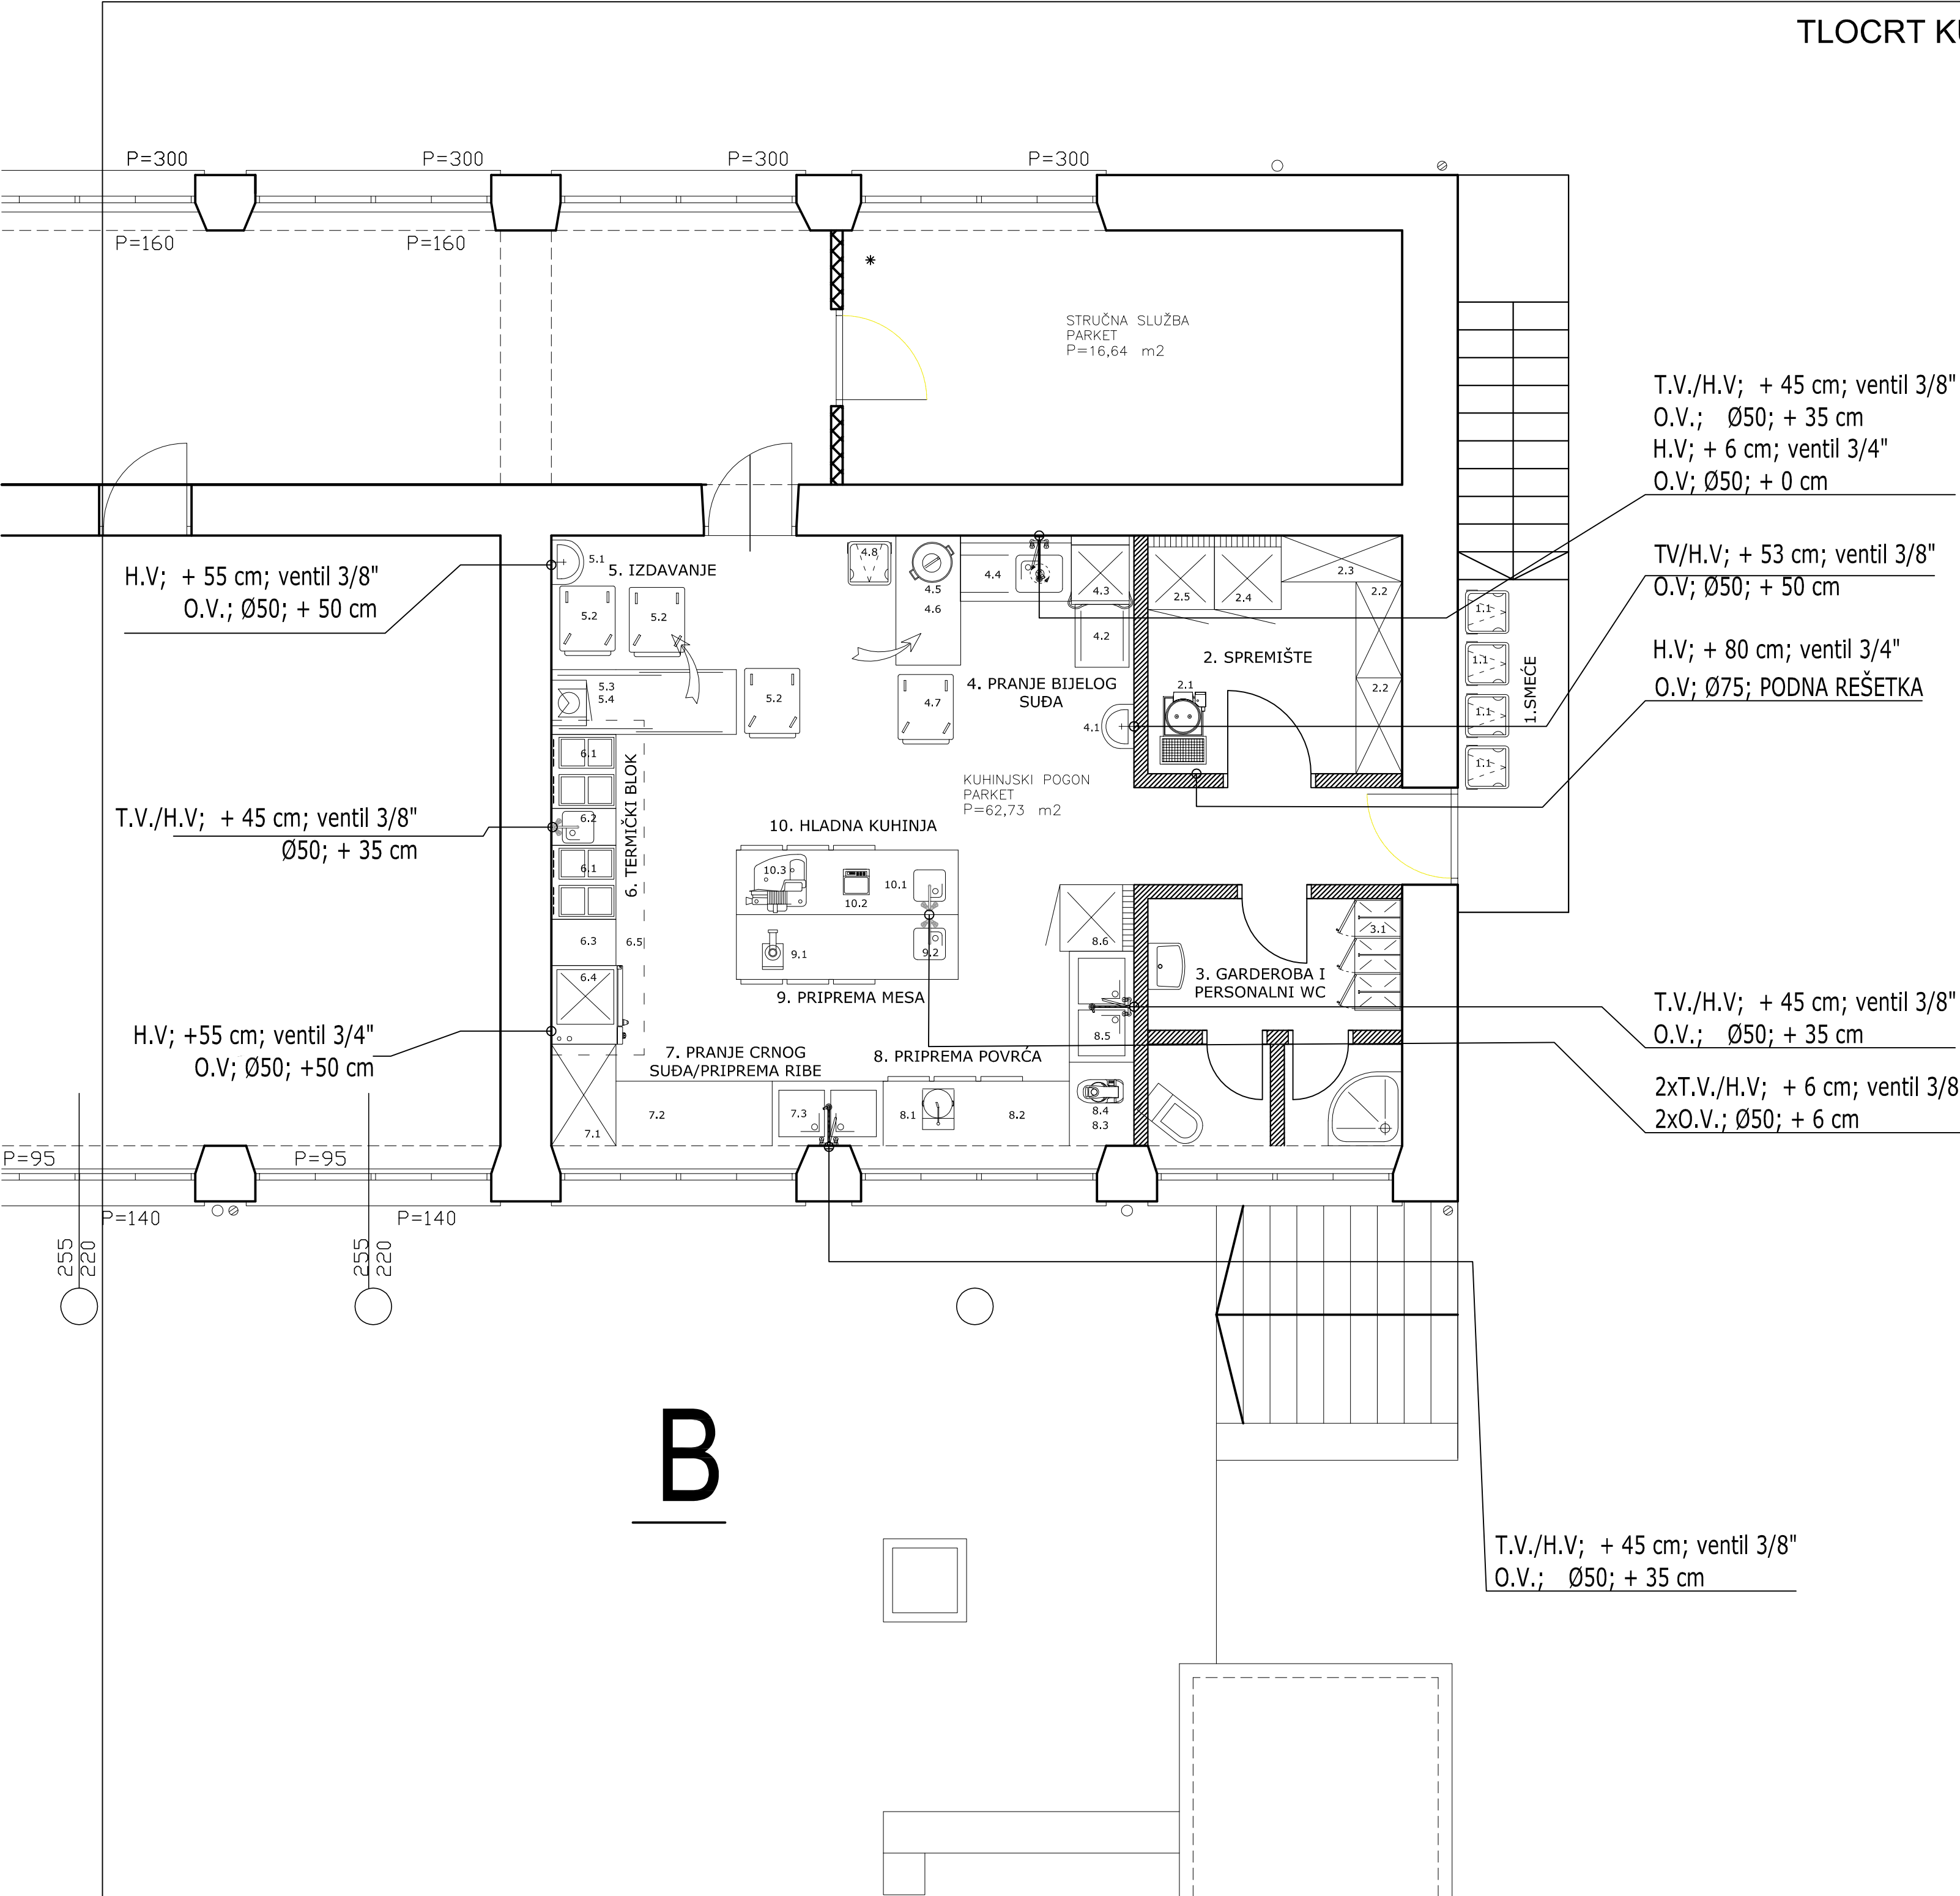 TLOCRT
P=300
P=300
P=300
P=300
P=160
P=160
STRUČNA SLUŽBA
PARKET
P=16,64 m2
T.V./H.V; + 45 cm; ventil 3/8"
O.V.; Ø50; + 35 cm
H.V; + 6 cm; ventil 3/4"
O.V; Ø50; + 0 cm
TV/H.V; + 53 cm; ventil 3/8"
O.V; Ø50; + 50 cm
H.V; + 80 cm; ventil 3/4"
O.V; Ø75; PODNA REŠETKA
H.V; + 55 cm; ventil 3/8"
O.V.; Ø50; + 50 cm
5.1
5. IZDAVANJE
5.2
5.2
5.3
5.4
5.2
4.8
4.5
4.6
4.4
4.3
4.2
4.7
4. PRANJE BIJELOG
SUĐA
4.1
2.5
2.4
2.3
2.2
2. SPREMIŠTE
2.1
2.2
1.1
1.1
1.1
1.1
1.SMEĆE
KUHINJSKI POGON
PARKET
P=62,73 m2
T.V./H.V; + 45 cm; ventil 3/8"
Ø50; + 35 cm
6.1
6.2
6.1
6. TERMIČKI BLOK
6.3
6.5
6.4
10. HLADNA KUHINJA
10.3
10.2
10.1
9.1
9.2
9. PRIPREMA MESA
8.6
8.5
3.1
3. GARDEROBA I
PERSONALNI WC
H.V; +55 cm; ventil 3/4"
O.V; Ø50; +50 cm
7. PRANJE CRNOG
SUĐA/PRIPREMA RIBE
8. PRIPREMA POVRĆA
7.1
7.2
7.3
8.1
8.2
8.4
8.3
T.V./H.V; + 45 cm; ventil 3/8"
O.V.; Ø50; + 35 cm
2xT.V./H.V; + 6 cm; ventil 3/8
2xO.V.; Ø50; + 6 cm
P=95
P=95
P=140
P=140
255
220
255
220
B
T.V./H.V; + 45 cm; ventil 3/8"
O.V.; Ø50; + 35 cm